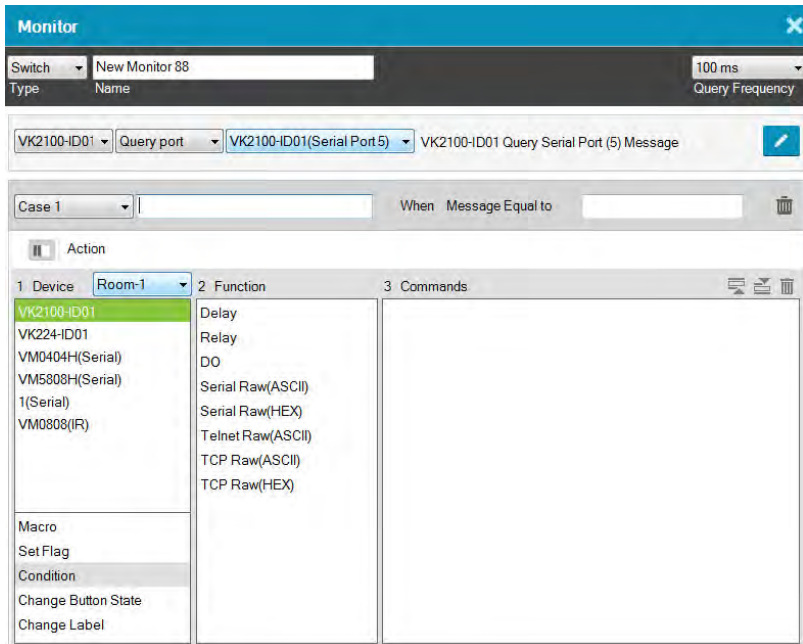 Monitor
Switch New Monitor 88 100 ms
Type Name Query Frequency
VK2100-ID01 Query port VK2100-ID01(Serial Port 5) VK2100-ID01 Query Serial Port (5) Message
Case 1 When Message Equal to
Action
1 Device Room-1 2 Function 3 Commands
VK2100-ID01
VK224-ID01
VM0404H(Serial)
VM5808H(Serial)
1(Serial)
VM0808(IR)
Macro
Set Flag
Condition
Change Button State
Change Label
Delay
Relay
DO
Serial Raw(ASCII)
Serial Raw(HEX)
Telnet Raw(ASCII)
TCP Raw(ASCII)
TCP Raw(HEX)